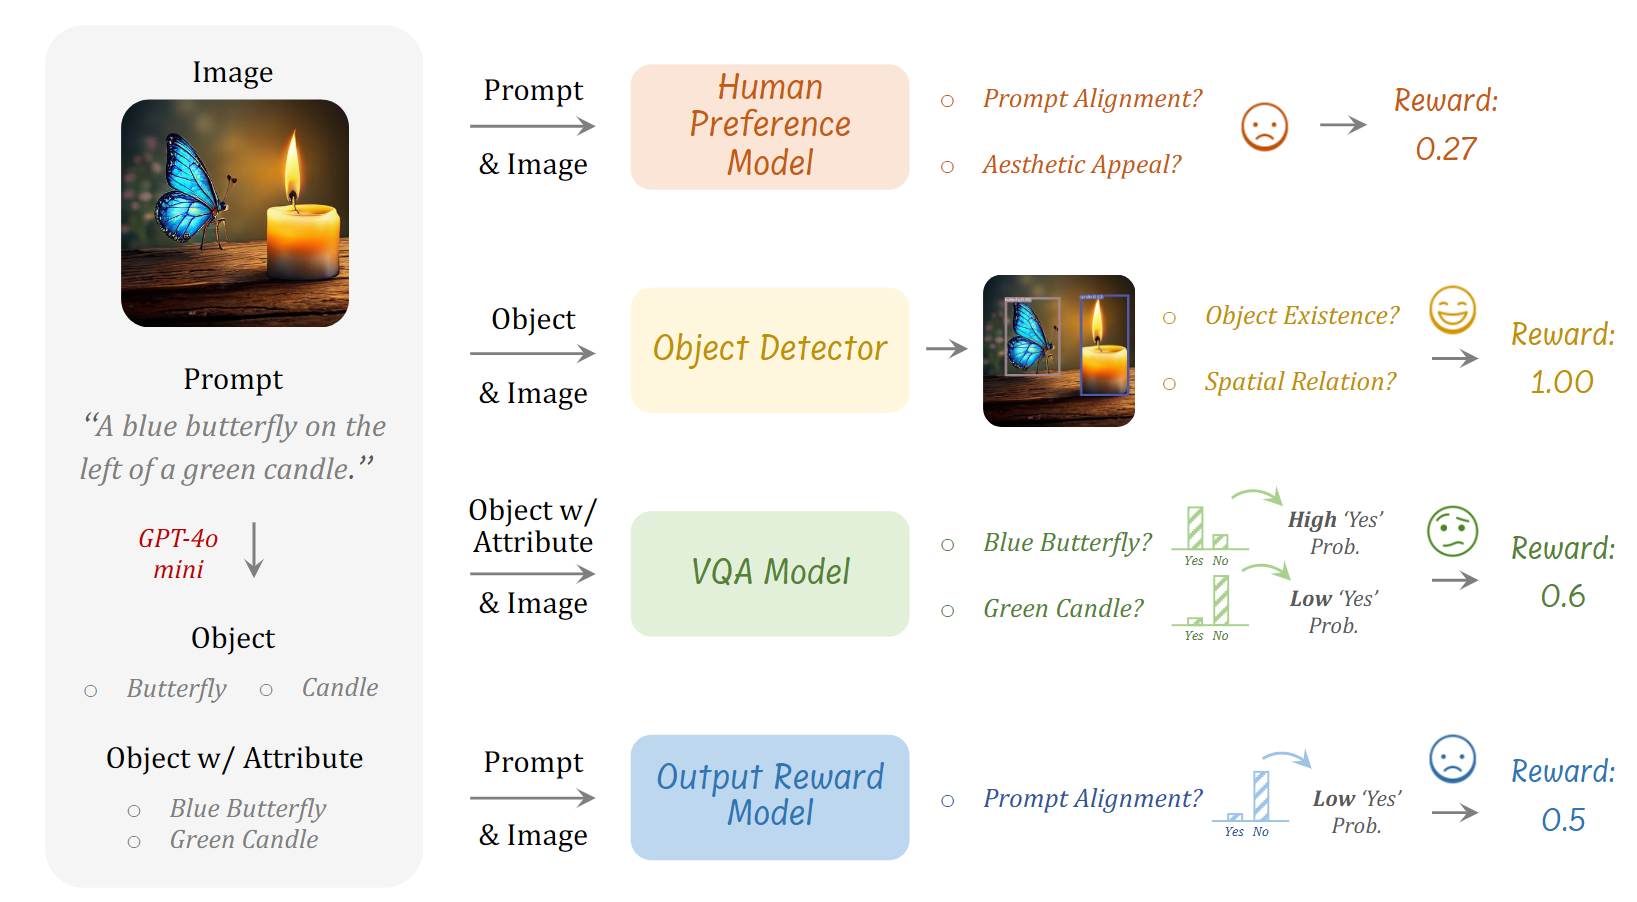 Image
Prompt
“A blue butterfly on the
left of a green candle.”
GPT-4o
mini
Object
○ Butterfly ○ Candle
Object w/ Attribute
○ Blue Butterfly
○ Green Candle
Prompt
& Image
Human
Preference
Model
○ Prompt Alignment?
○ Aesthetic Appeal?
Reward:
0.27
Object
& Image
Object Detector
○ Object Existence?
○ Spatial Relation?
Reward:
1.00
Object w/
Attribute
& Image
VQA Model
○ Blue Butterfly?
Yes No
High ‘Yes’
Prob.
○ Green Candle?
Yes No
Low ‘Yes’
Prob.
Reward:
0.6
Prompt
& Image
Output Reward
Model
○ Prompt Alignment?
Yes No
Low ‘Yes’
Prob.
Reward:
0.5